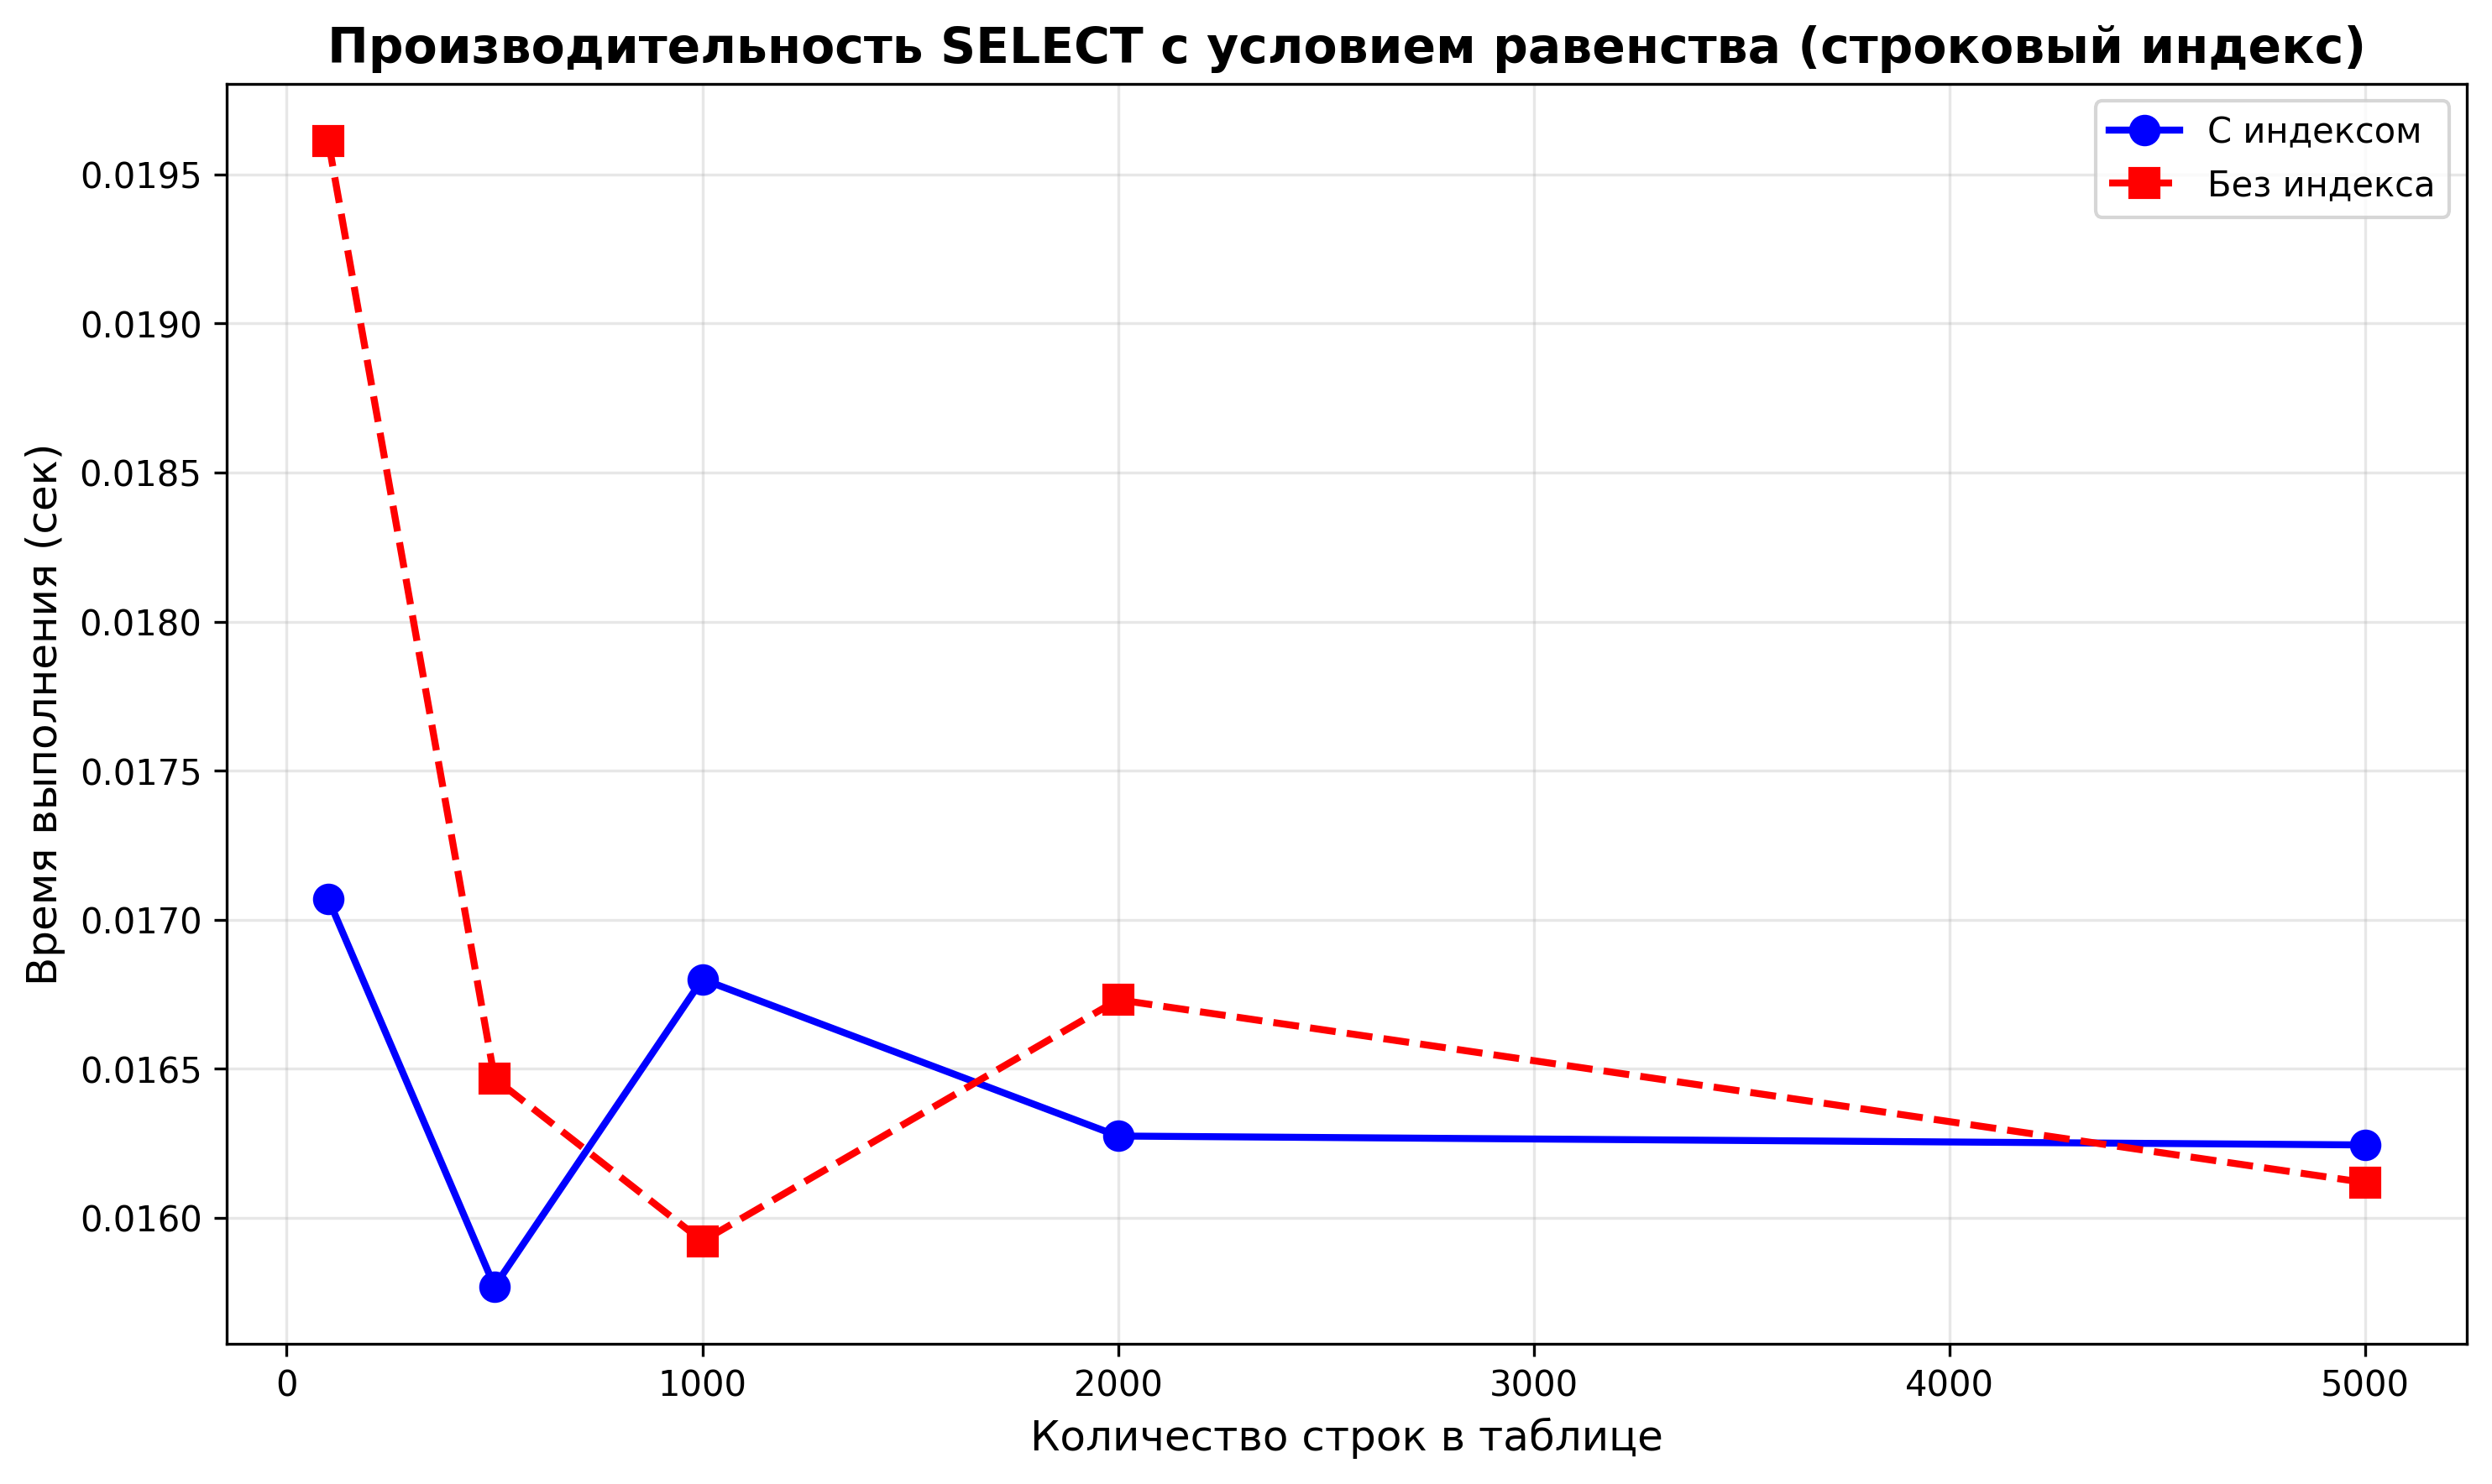 Производительность SELECT с условием равенства (строковый индекс)
С индексом
Без индекса
Время выполнения (сек)
0.0195
0.0190
0.0185
0.0180
0.0175
0.0170
0.0165
0.0160
0
1000
2000
3000
4000
5000
Количество строк в таблице